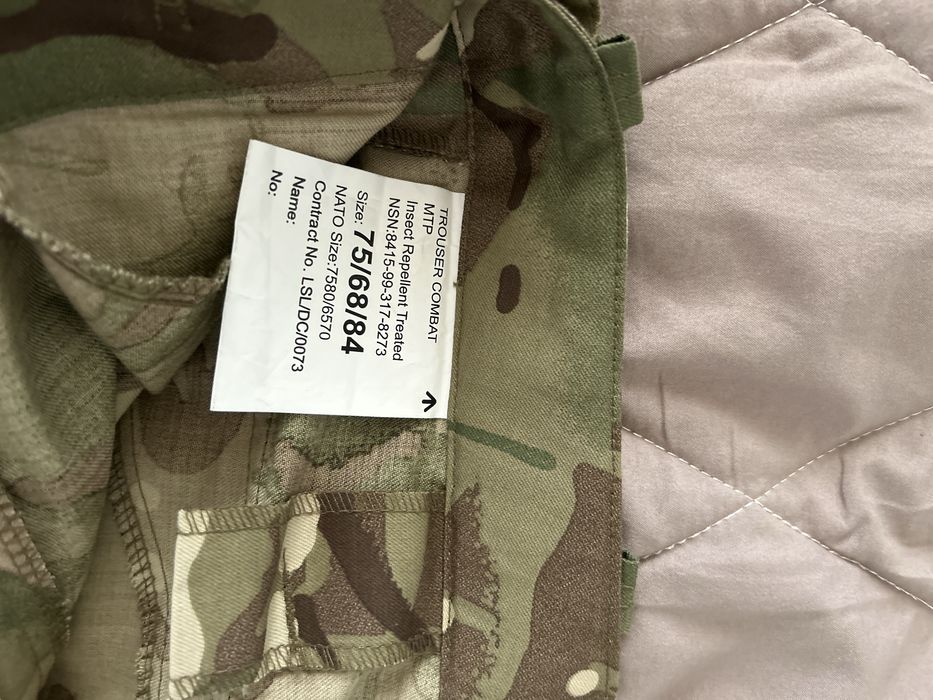 TROUSER COMBAT
MTP
Insect Repellent Treated
NSN:8415-99-317-8273
Size: 75/68/84
NATO Size:7580/6570
Contract No. LSL/DC/0073
Name:
No: